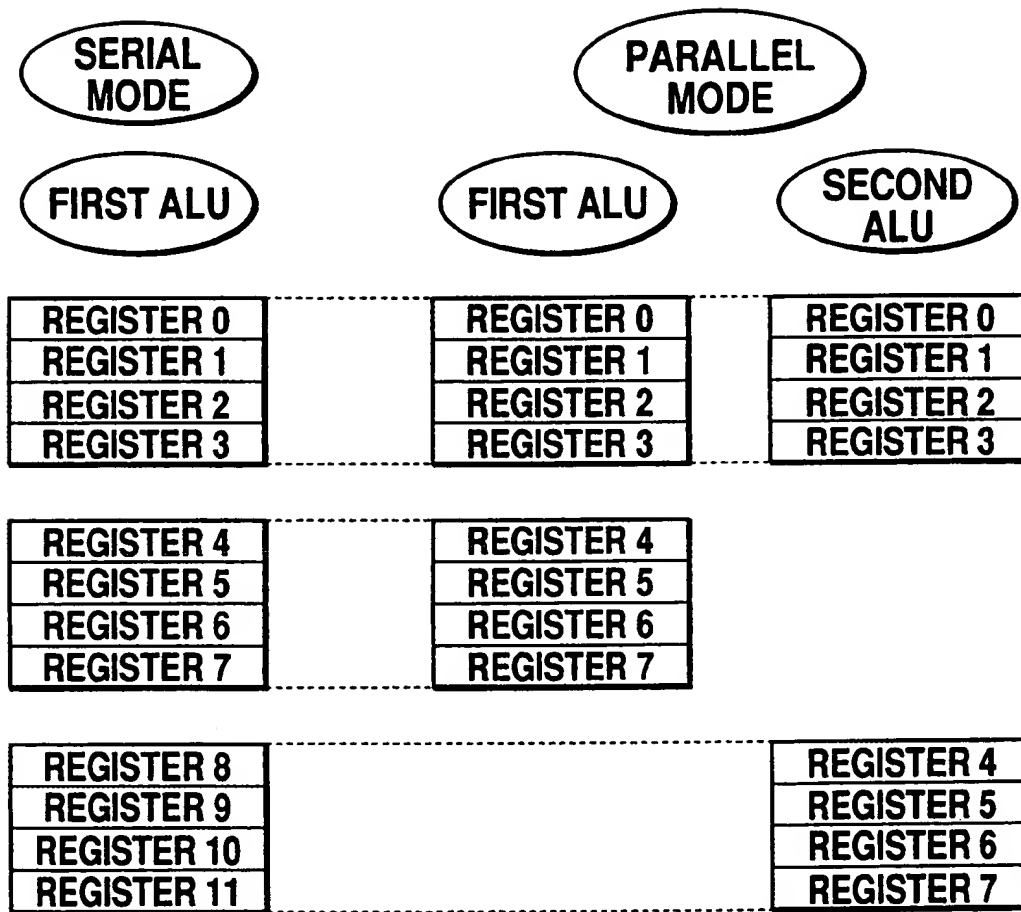 SERIAL
MODE
PARALLEL
MODE
FIRST ALU
FIRST ALU
SECOND
ALU
REGISTER 0
REGISTER 1
REGISTER 2
REGISTER 3
REGISTER 0
REGISTER 1
REGISTER 2
REGISTER 3
REGISTER 0
REGISTER 1
REGISTER 2
REGISTER 3
REGISTER 4
REGISTER 5
REGISTER 6
REGISTER 7
REGISTER 4
REGISTER 5
REGISTER 6
REGISTER 7
REGISTER 8
REGISTER 9
REGISTER 10
REGISTER 11
REGISTER 4
REGISTER 5
REGISTER 6
REGISTER 7